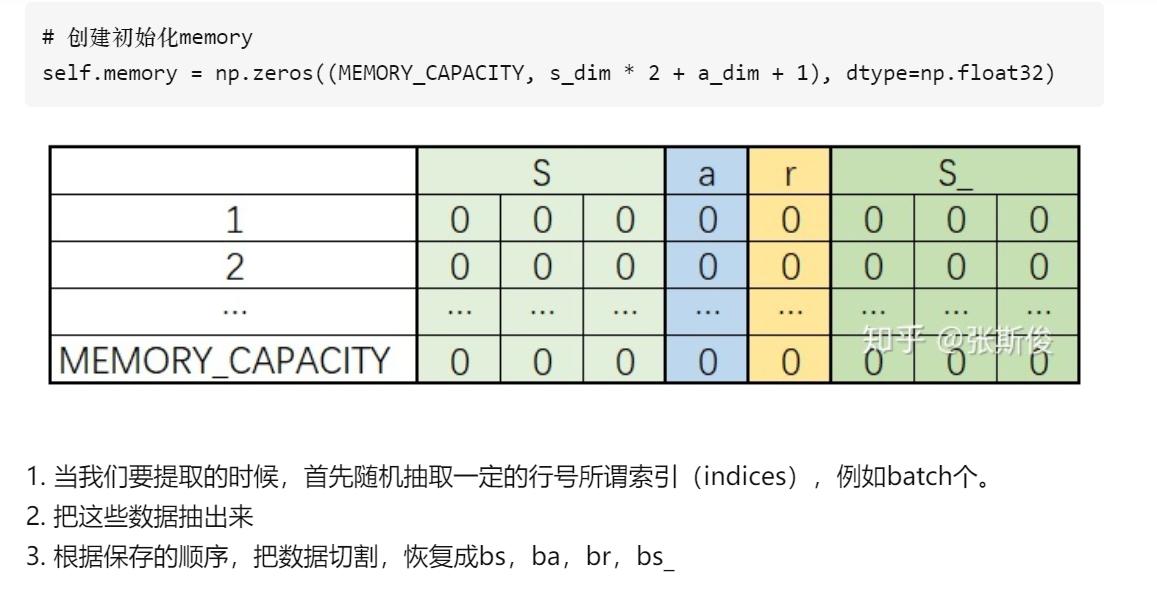 # 创建初始化memory
self.memory = np.zeros((MEMORY_CAPACITY, s_dim * 2 + a_dim + 1), dtype=np.float32)
S a r S_
1 0 0 0 0 0 0 0 0
2 0 0 0 0 0 0 0 0
... ... ... ... ... ... ... ... ...
MEMORY_CAPACITY 0 0 0 0 0 0 0 0
知乎 @张斯俊
1. 当我们要提取的时候，首先随机抽取一定的行号所谓索引（indices），例如batch个。
2. 把这些数据抽出来
3. 根据保存的顺序，把数据切割，恢复成bs，ba，br，bs_